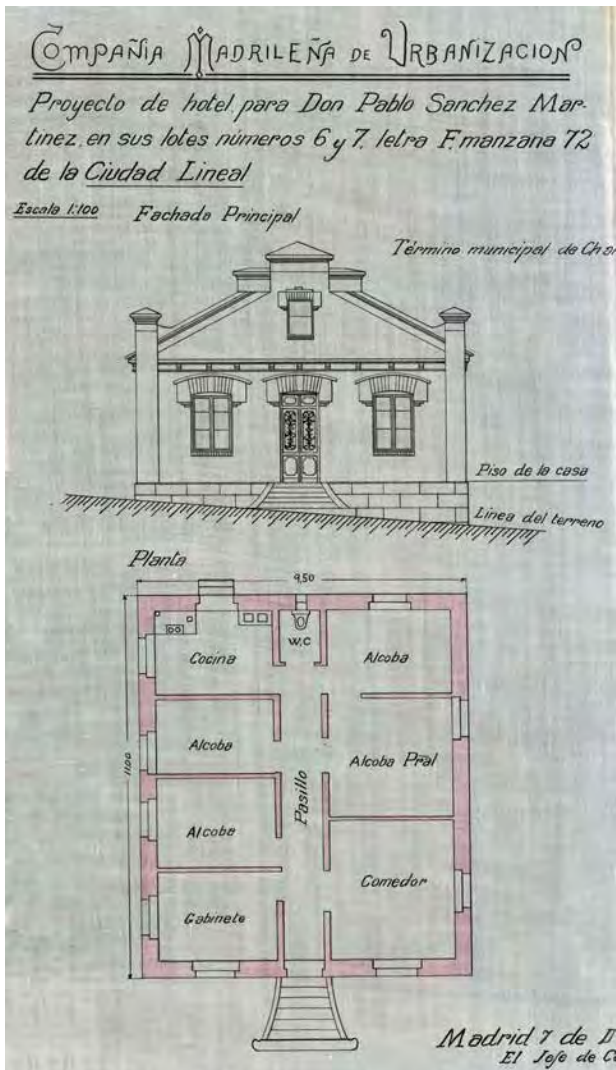 COMPAÑIA MADRILEÑA DE URBANIZACION
Proyecto de hotel para Don Pablo Sanchez Mar-
tinez, en sus lotes números 6 y 7, letra F, manzana 72
de la Ciudad Lineal
Escala 1:100 Fachada Principal
Término municipal de
Piso de la casa
Linea del terreno
Planta
9,50
W.C
Cocina
Alcoba
11,00
Alcoba
Alcoba Pral
Pasillo
Alcoba
Comedor
Gabinete
Madrid 7 de
El Jefe de